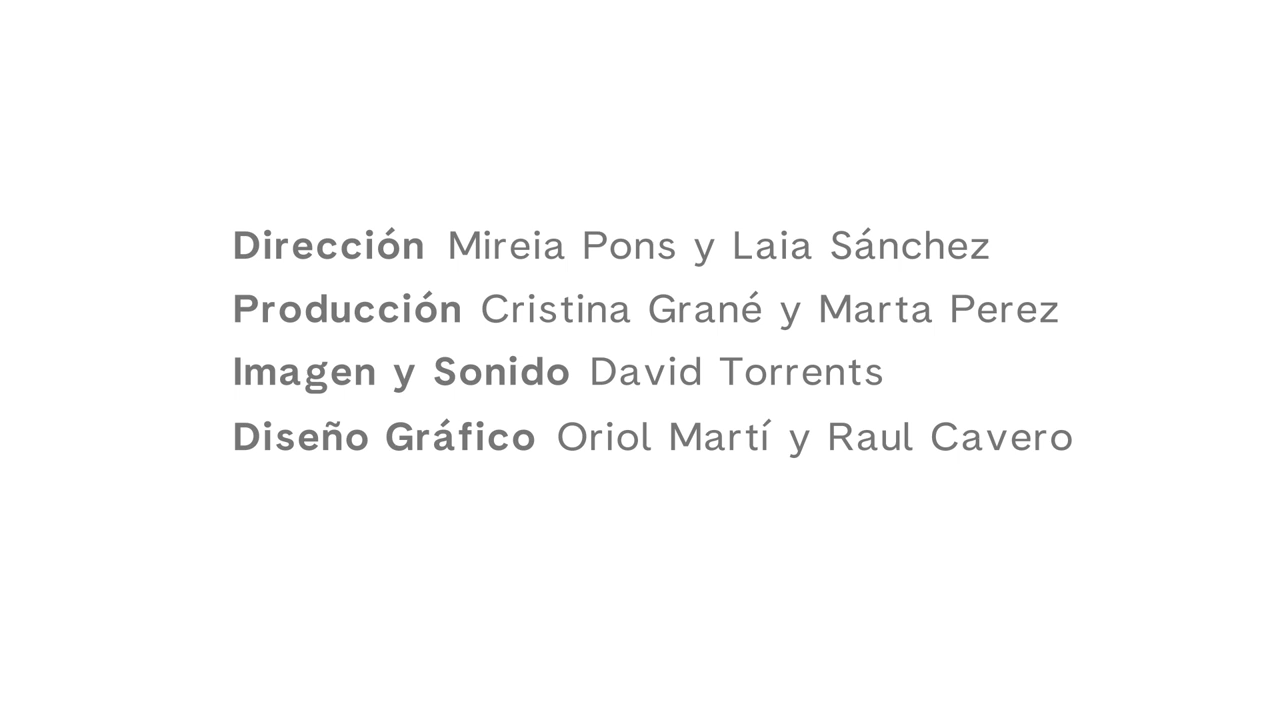 Dirección Mireia Pons y Laia Sánchez
Producción Cristina Grané y Marta Perez
Imagen y Sonido David Torrents
Diseño Gráfico Oriol Martí y Raul Cavero